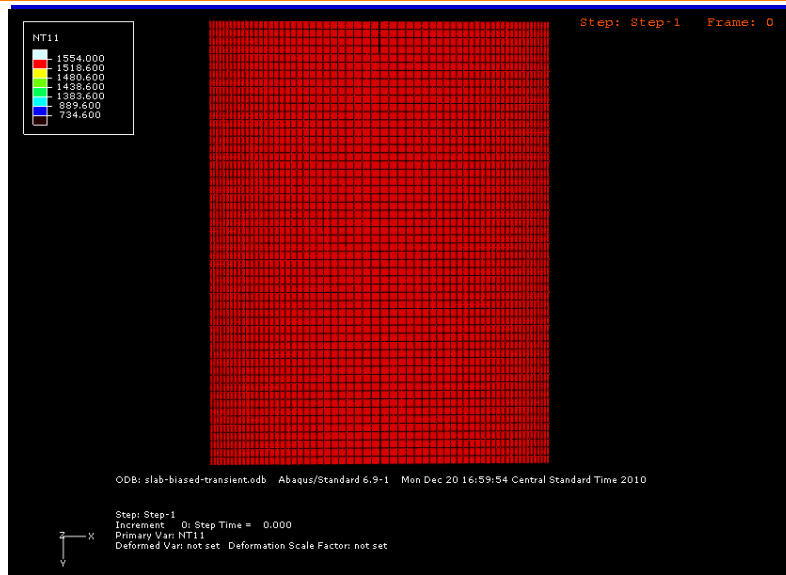 Step: Step-1 Frame: 0
NT11
1554.000
1518.600
1480.600
1438.600
1383.600
889.600
734.600
ODB: slab-biased-transient.odb Abaqus/Standard 6.9-1 Mon Dec 20 16:59:54 Central Standard Time 2010
Step: Step-1
Increment 0: Step Time = 0.000
Primary Var: NT11
Deformed Var: not set Deformation Scale Factor: not set
Z X
Y